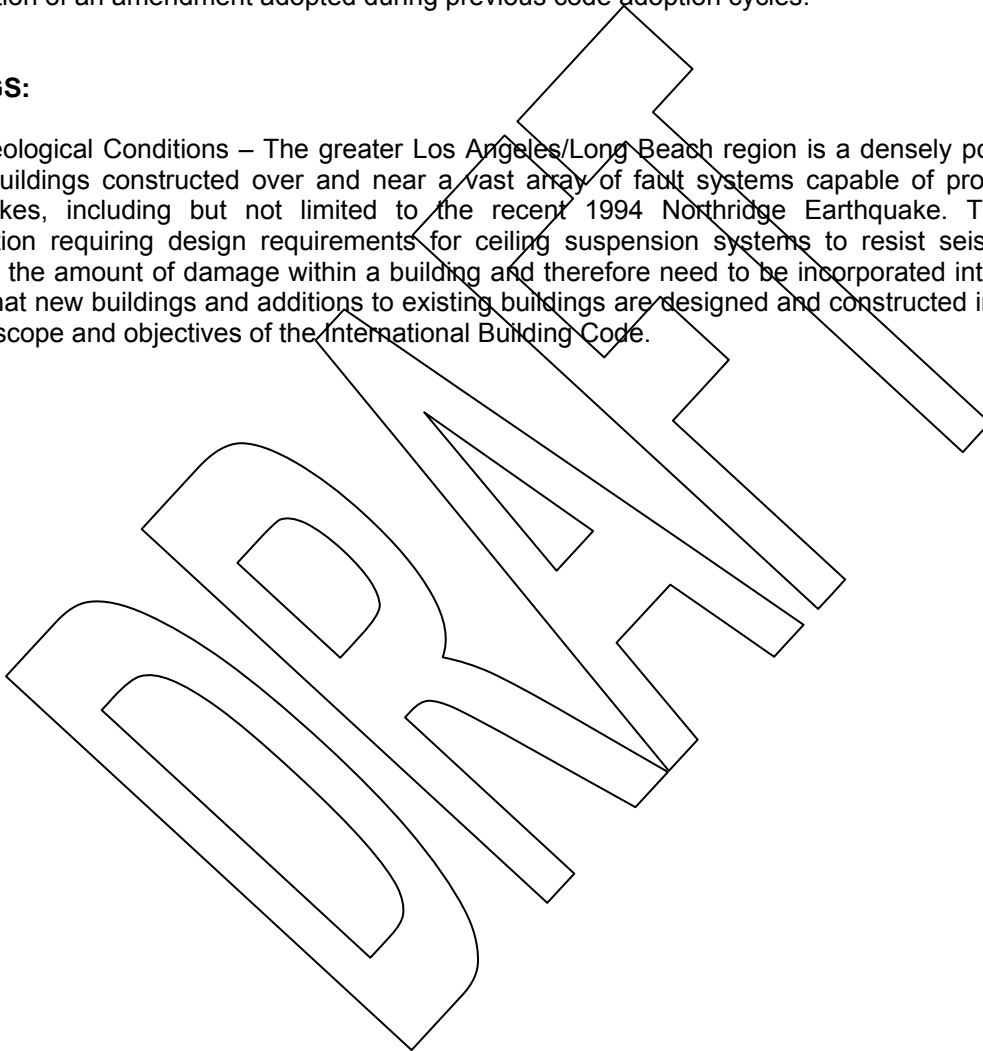 tion of an amendment adopted during previous code adoption cycles.
GS:
eological Conditions – The greater Los Angeles/Long Beach region is a densely po
uildings constructed over and near a vast array of fault systems capable of pro
kes, including but not limited to the recent 1994 Northridge Earthquake. T
tion requiring design requirements for ceiling suspension systems to resist seis
the amount of damage within a building and therefore need to be incorporated int
hat new buildings and additions to existing buildings are designed and constructed i
scope and objectives of the International Building Code.
DRAFT